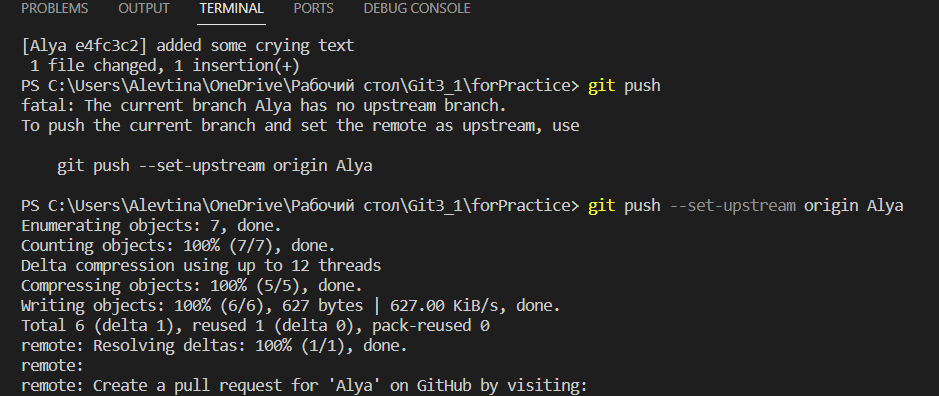 PROBLEMS OUTPUT TERMINAL PORTS DEBUG CONSOLE
[Alya e4fc3c2] added some crying text
 1 file changed, 1 insertion(+)
PS C:\Users\Alevtina\OneDrive\Рабочий стол\Git3_1\forPractice> git push
fatal: The current branch Alya has no upstream branch.
To push the current branch and set the remote as upstream, use
    git push --set-upstream origin Alya
PS C:\Users\Alevtina\OneDrive\Рабочий стол\Git3_1\forPractice> git push --set-upstream origin Alya
Enumerating objects: 7, done.
Counting objects: 100% (7/7), done.
Delta compression using up to 12 threads
Compressing objects: 100% (5/5), done.
Writing objects: 100% (6/6), 627 bytes | 627.00 KiB/s, done.
Total 6 (delta 1), reused 1 (delta 0), pack-reused 0
remote: Resolving deltas: 100% (1/1), done.
remote:
remote: Create a pull request for 'Alya' on GitHub by visiting: